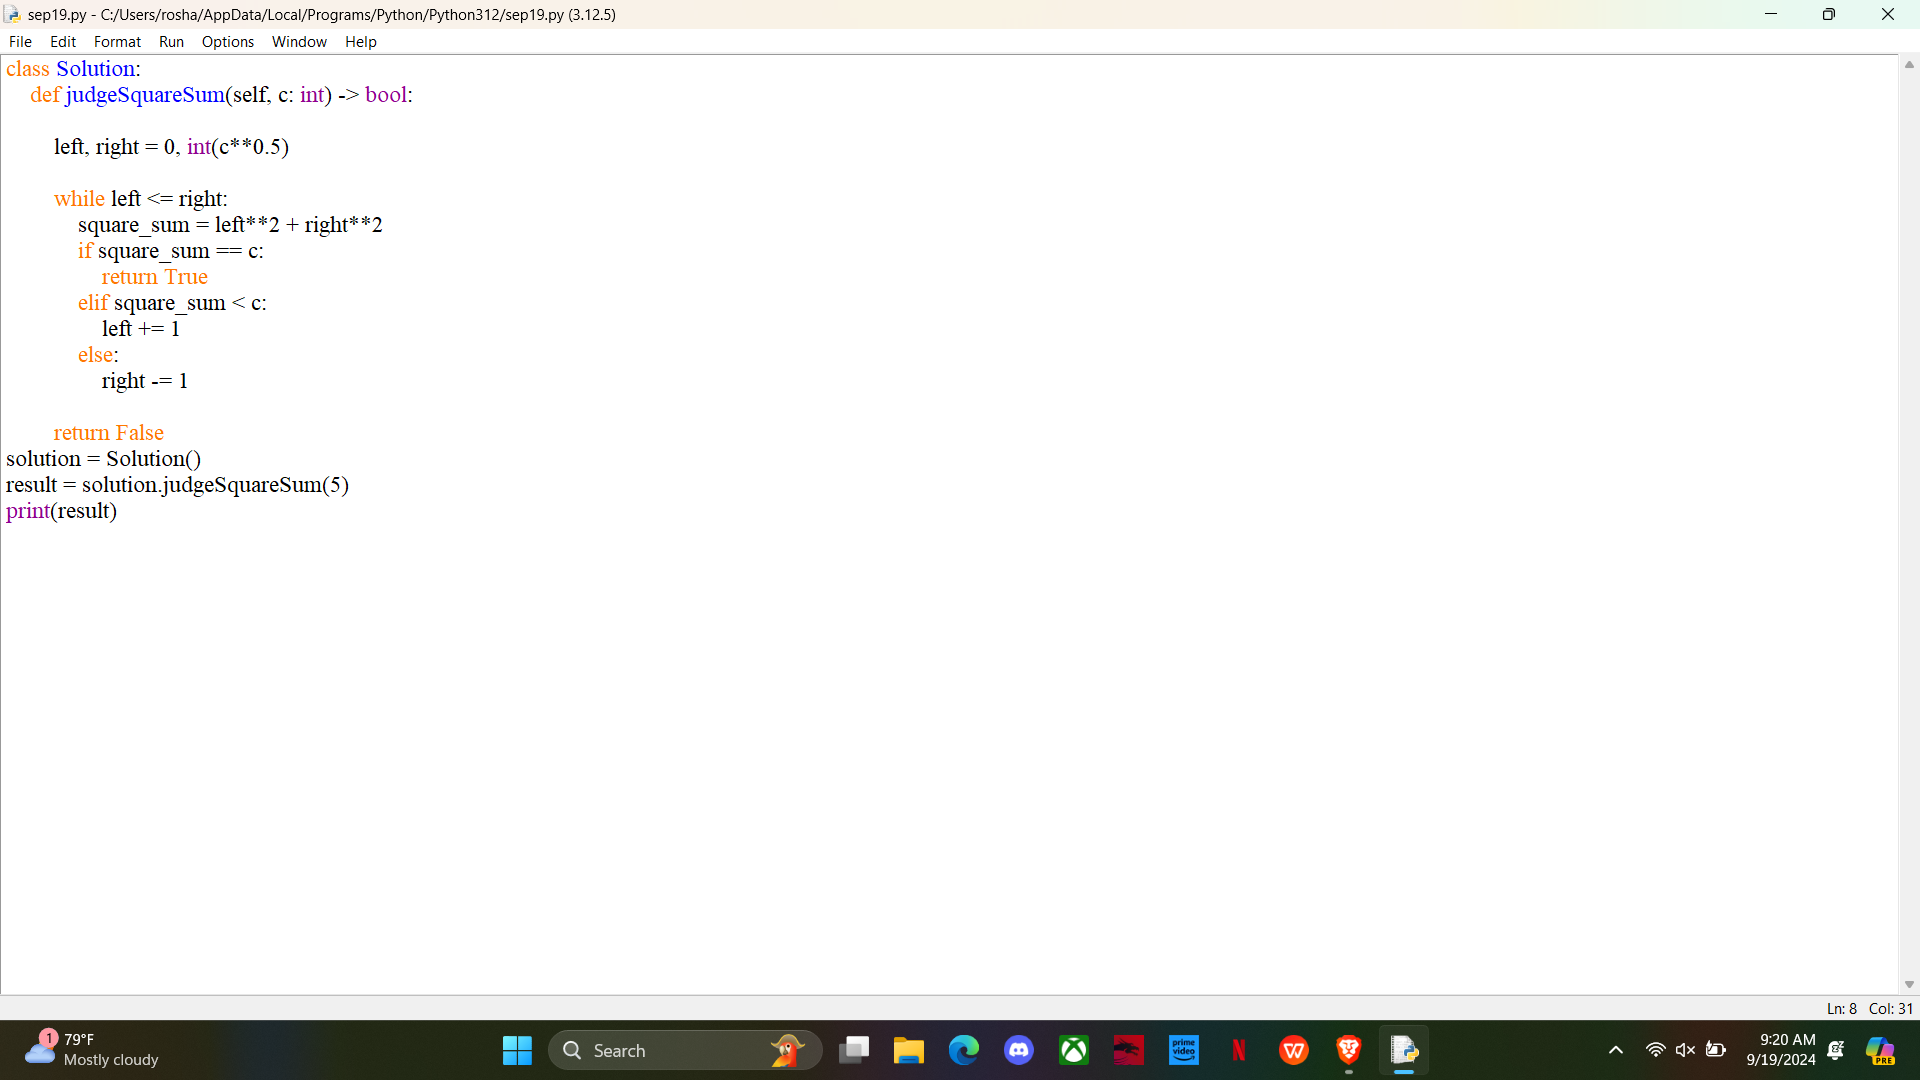 sep19.py - C:/Users/rosha/AppData/Local/Programs/Python/Python312/sep19.py (3.12.5)
File Edit Format Run Options Window Help
class Solution:
    def judgeSquareSum(self, c: int) -> bool:
        left, right = 0, int(c**0.5)
        while left <= right:
            square_sum = left**2 + right**2
            if square_sum == c:
                return True
            elif square_sum < c:
                left += 1
            else:
                right -= 1
        return False
solution = Solution()
result = solution.judgeSquareSum(5)
print(result)
Ln: 8 Col: 31
1
79°F
Mostly cloudy
Search
prime video
N
W
9:20 AM
9/19/2024
PRE